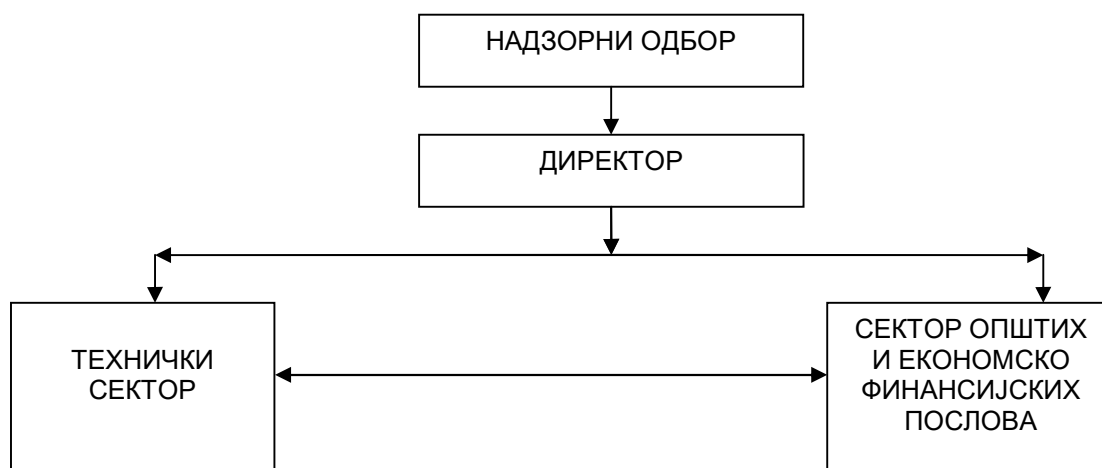 НАДЗОРНИ ОДБОР
ДИРЕКТОР
ТЕХНИЧКИ
СЕКТОР
СЕКТОР ОПШТИХ
И ЕКОНОМСКО
ФИНАНСИЈСКИХ
ПОСЛОВА